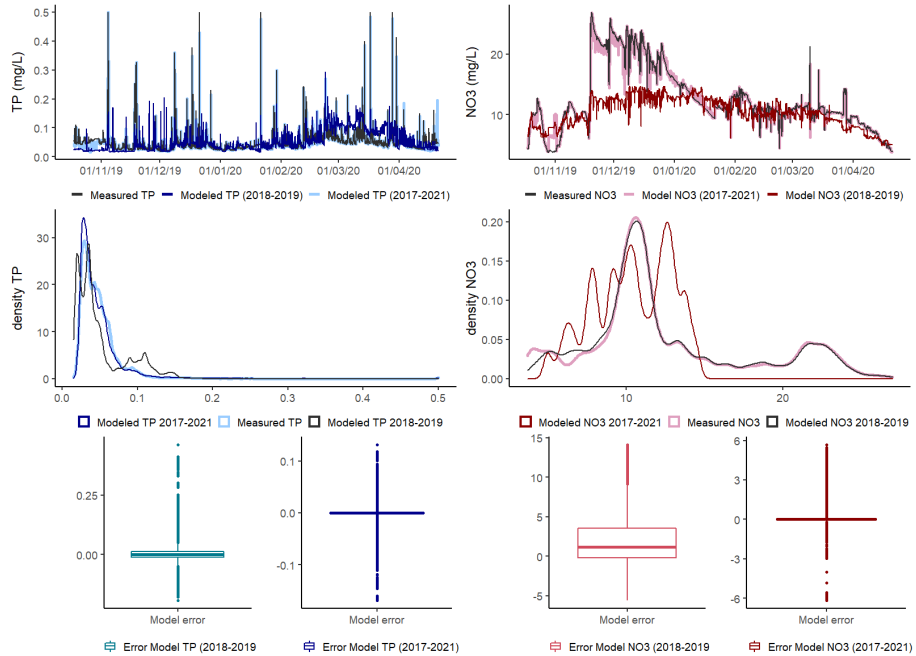 TP (mg/L)
0.5
0.4
0.3
0.2
0.1
0.0
01/11/19 01/12/19 01/01/20 01/02/20 01/03/20 01/04/20
Measured TP Modeled TP (2018-2019) Modeled TP (2017-2021)
NO3 (mg/L)
20
10
01/11/19 01/12/19 01/01/20 01/02/20 01/03/20 01/04/20
Measured NO3 Model NO3 (2017-2021) Model NO3 (2018-2019)
density TP
30
20
10
0
0.0 0.1 0.2 0.3 0.4 0.5
Modeled TP 2017-2021 Measured TP Modeled TP 2018-2019
density NO3
0.20
0.15
0.10
0.05
0.00
10 20
Modeled NO3 2017-2021 Measured NO3 Modeled NO3 2018-2019
0.25
0.00
Model error
Error Model TP (2018-2019
0.1
0.0
-0.1
Model error
Error Model TP (2017-2021)
15
10
5
0
-5
Model error
Error Model NO3 (2018-2019
6
3
0
-3
-6
Model error
Error Model NO3 (2017-2021)